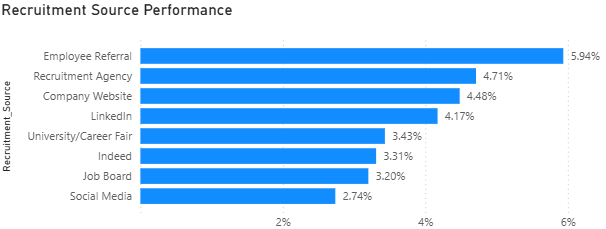 Recruitment Source Performance
Recruitment_Source
Employee Referral 5.94%
Recruitment Agency 4.71%
Company Website 4.48%
LinkedIn 4.17%
University/Career Fair 3.43%
Indeed 3.31%
Job Board 3.20%
Social Media 2.74%
2% 4% 6%